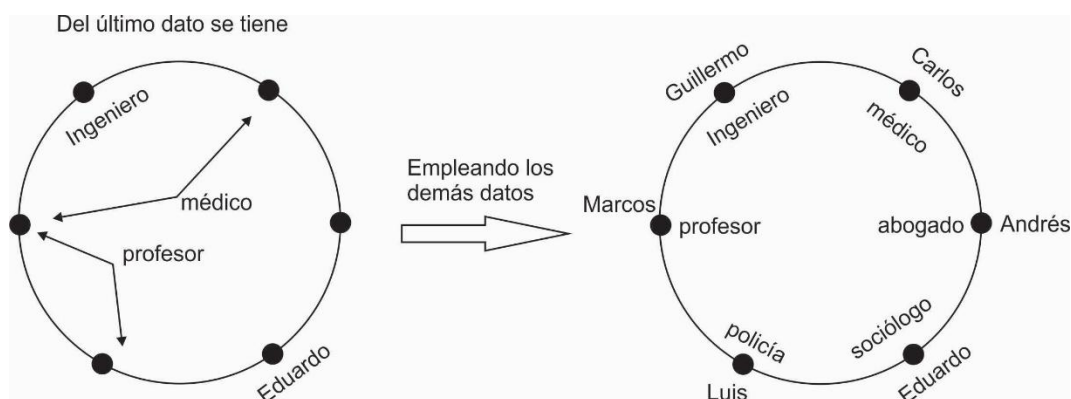 Del último dato se tiene
Ingeniero
médico
profesor
Eduardo
Empleando los
demás datos
Guillermo
Carlos
Ingeniero
médico
Marcos
profesor
abogado
Andrés
policía
sociólogo
Luis
Eduardo